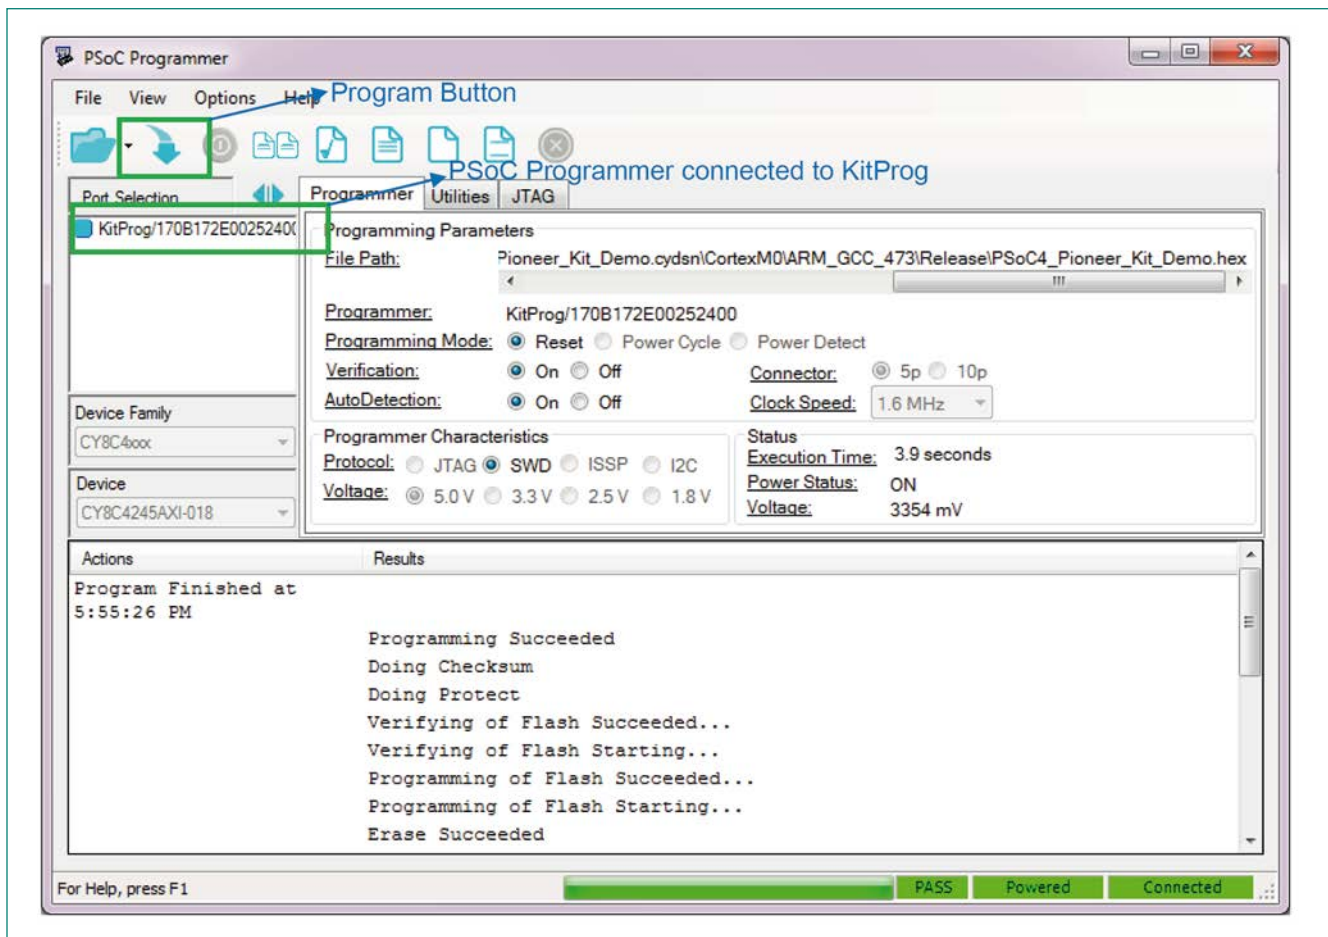 PSoC Programmer
File View Options Help
Program Button
PSoC Programmer connected to KitProg
Port Selection
Programmer Utilities JTAG
KitProg/170B172E00252400
Programming Parameters
File Path: Pioneer_Kit_Demo.cydsn\CortexM0\ARM_GCC_473\Release\PSoC4_Pioneer_Kit_Demo.hex
Programmer: KitProg/170B172E00252400
Programming Mode: Reset Power Cycle Power Detect
Verification: On Off Connector: 5p 10p
AutoDetection: On Off Clock Speed: 1.6 MHz
Device Family
CY8C4xxx
Device
CY8C4245AXI-018
Programmer Characteristics
Protocol: JTAG SWD ISSP I2C
Voltage: 5.0 V 3.3 V 2.5 V 1.8 V
Status
Execution Time: 3.9 seconds
Power Status: ON
Voltage: 3354 mV
Actions Results
Program Finished at
5:55:26 PM
Programming Succeeded
Doing Checksum
Doing Protect
Verifying of Flash Succeeded...
Verifying of Flash Starting...
Programming of Flash Succeeded...
Programming of Flash Starting...
Erase Succeeded
For Help, press F1
PASS Powered Connected